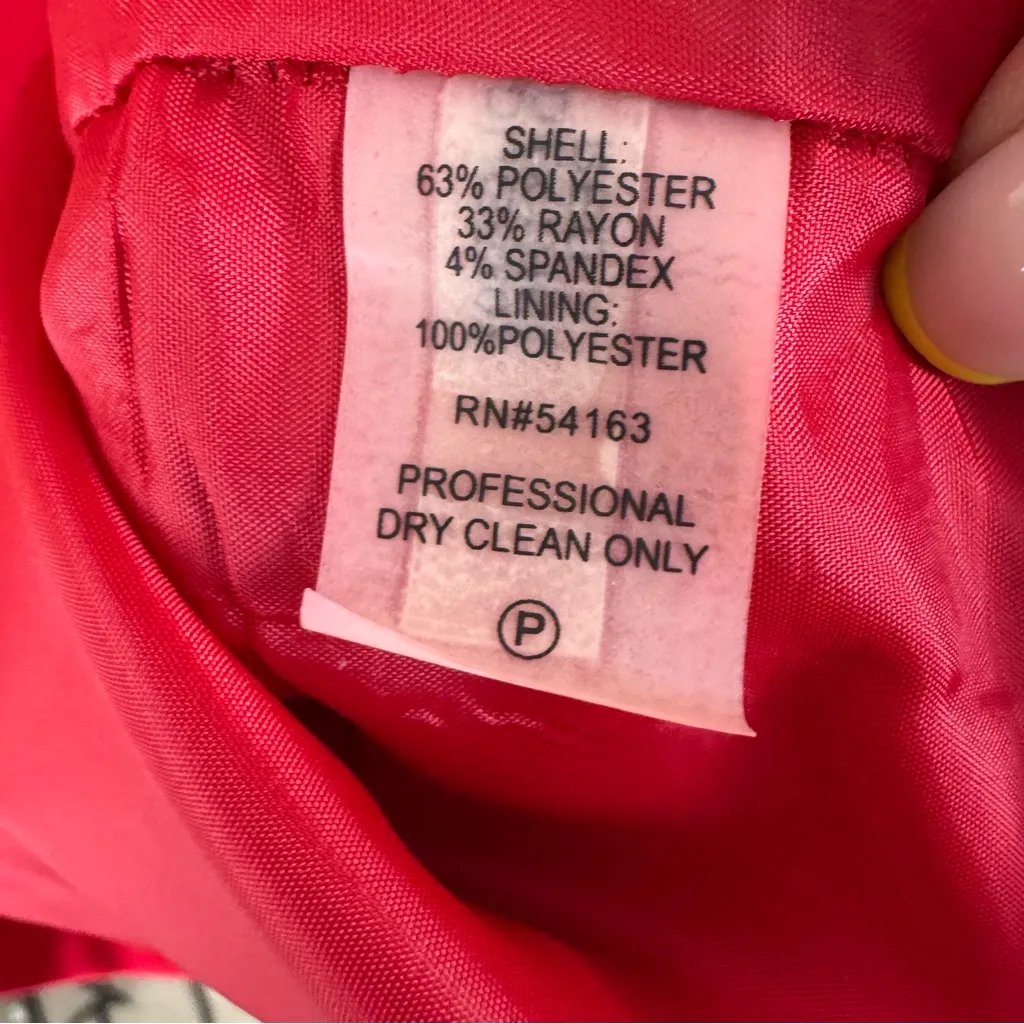 SHELL:
63% POLYESTER
33% RAYON
4% SPANDEX
LINING:
100%POLYESTER
RN#54163
PROFESSIONAL
DRY CLEAN ONLY
P